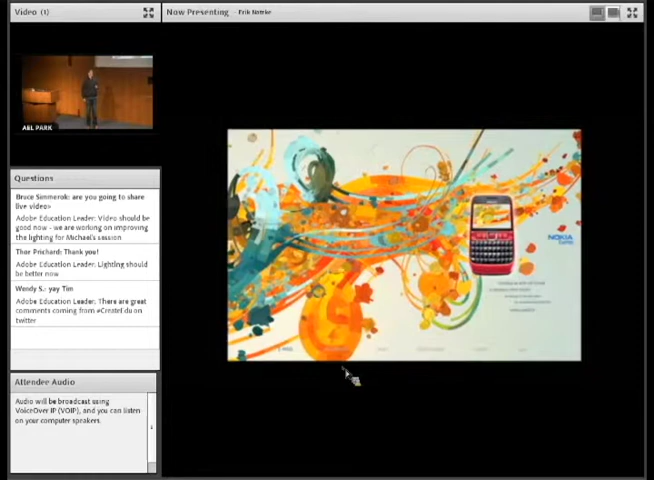 Video (1)
Now Presenting - Erik Natzke
AEL PARK
Questions
Bruce Simmerok: are you going to share
live video>
Adobe Education Leader: Video should be
good now - we are working on improving
the lighting for Michael's session
Thor Prichard: Thank you!
Adobe Education Leader: Lighting should
be better now
Wendy S.: yay Tim
Adobe Education Leader: There are great
comments coming from #CreateEdu on
twitter
NOKIA
Attendee Audio
Audio will be broadcast using
VoiceOver IP (VOIP), and you can listen
on your computer speakers.